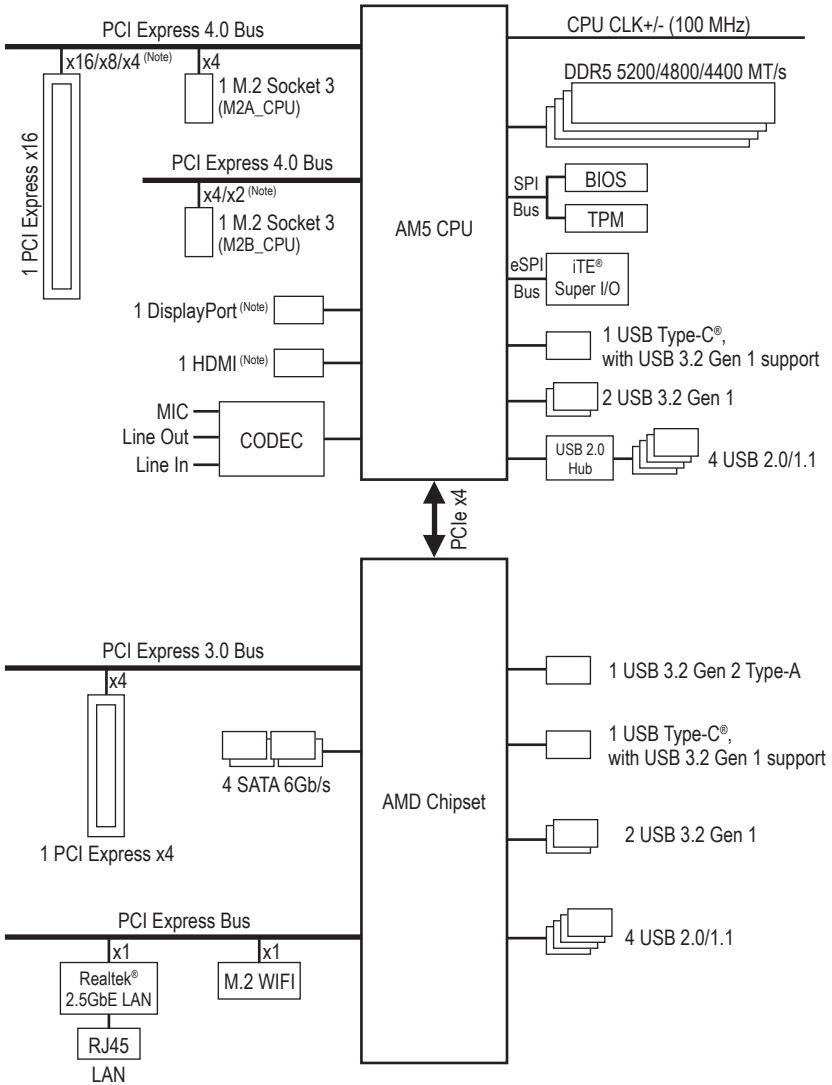 PCI Express 4.0 Bus
CPU CLK+/- (100 MHz)
x16/x8/x4 (Note)
x4
1 M.2 Socket 3
(M2A_CPU)
DDR5 5200/4800/4400 MT/s
1 PCI Express x16
PCI Express 4.0 Bus
x4/x2 (Note)
1 M.2 Socket 3
(M2B_CPU)
AM5 CPU
SPI
Bus
BIOS
TPM
eSPI
Bus
iTE®
Super I/O
1 DisplayPort (Note)
1 HDMI (Note)
1 USB Type-C®,
with USB 3.2 Gen 1 support
2 USB 3.2 Gen 1
MIC
Line Out
Line In
CODEC
USB 2.0
Hub
4 USB 2.0/1.1
PCIe x4
PCI Express 3.0 Bus
x4
1 PCI Express x4
4 SATA 6Gb/s
AMD Chipset
1 USB 3.2 Gen 2 Type-A
1 USB Type-C®,
with USB 3.2 Gen 1 support
2 USB 3.2 Gen 1
4 USB 2.0/1.1
PCI Express Bus
x1
x1
Realtek®
2.5GbE LAN
M.2 WIFI
RJ45
LAN